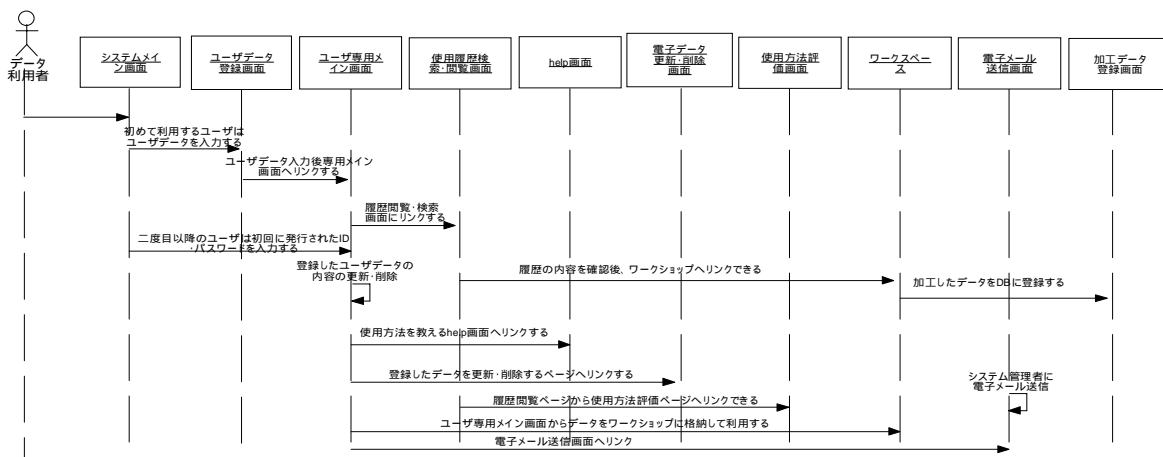 データ
利用者
システムメイ
ン画面
ユーザデータ
登録画面
ユーザ専用メ
イン画面
使用履歴検
索・閲覧画面
help画面
電子データ
更新・削除
画面
使用方法評
価画面
ワークスペー
ス
電子メール
送信画面
加工データ
登録画面
初めて利用するユーザは
ユーザデータを入力する
ユーザデータ入力後専用メイン
画面へリンクする
履歴閲覧・検索
画面にリンクする
二度目以降のユーザは初回に発行されたID
・パスワードを入力する
登録したユーザデータの
内容の更新・削除
履歴の内容を確認後、ワークショップへリンクできる
加工したデータをDBに登録する
使用方法を教えるhelp画面へリンクする
登録したデータを更新・削除するページへリンクする
システム管理者に
電子メール送信
履歴閲覧ページから使用方法評価ページへリンクできる
ユーザ専用メイン画面からデータをワークショップに格納して利用する
電子メール送信画面へリンク